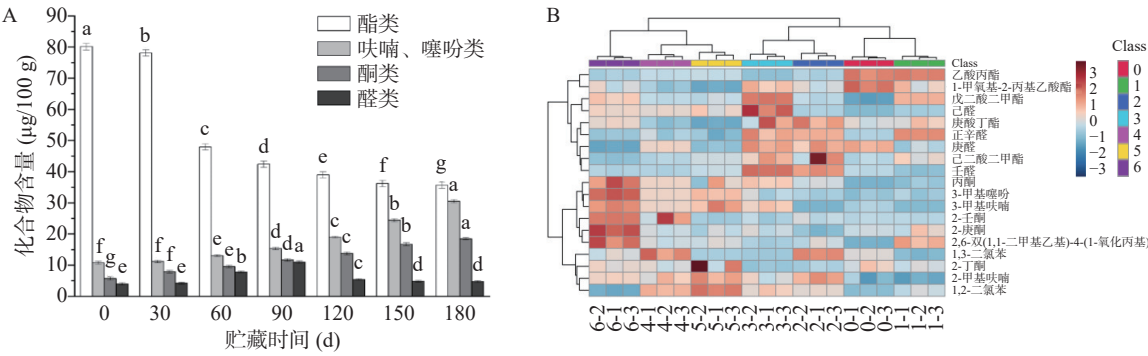 A
90
80
70
60
50
40
30
20
10
0
化合物含量 (μg/100 g)
酯类
呋喃、噻吩类
酮类
醛类
a
f
g
e
b
f
f
e
c
e
e
d
d
d
d
a
e
c
c
b
f
b
b
d
g
a
a
d
0 30 60 90 120 150 180
贮藏时间 (d)
B
Class
乙酸丙酯
1-甲氧基-2-丙基乙酸酯
戊二酸二甲酯
己醛
庚酸丁酯
正辛醛
庚醛
己二酸二甲酯
壬醛
丙酮
3-甲基噻吩
3-甲基呋喃
2-壬酮
2-庚酮
2,6-双(1,1-二甲基乙基)-4-(1-氧化丙基)
1,3-二氯苯
2-丁酮
2-甲基呋喃
1,2-二氯苯
6-2 6-1 6-3 4-1 4-2 4-3 5-2 5-1 5-3 3-2 3-1 3-3 2-2 2-1 2-3 0-1 0-2 0-3 1-1 1-2 1-3
3
2
1
0
−1
−2
−3
Class
0
1
2
3
4
5
6